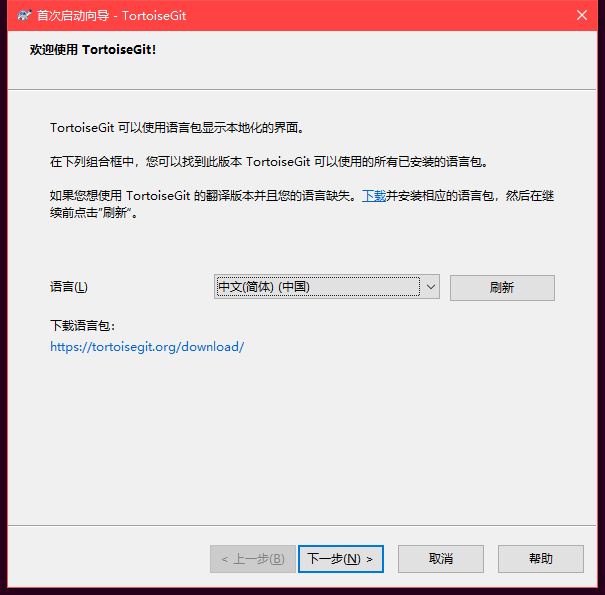 首次启动向导 - TortoiseGit
欢迎使用 TortoiseGit!
TortoiseGit 可以使用语言包显示本地化的界面。
在下列组合框中，您可以找到此版本 TortoiseGit 可以使用的所有已安装的语言包。
如果您想使用 TortoiseGit 的翻译版本并且您的语言缺失。下载并安装相应的语言包，然后在继
续前点击"刷新"。
语言(L) 中文(简体) (中国) 刷新
下载语言包：
https://tortoisegit.org/download/
< 上一步(B) 下一步(N) > 取消 帮助